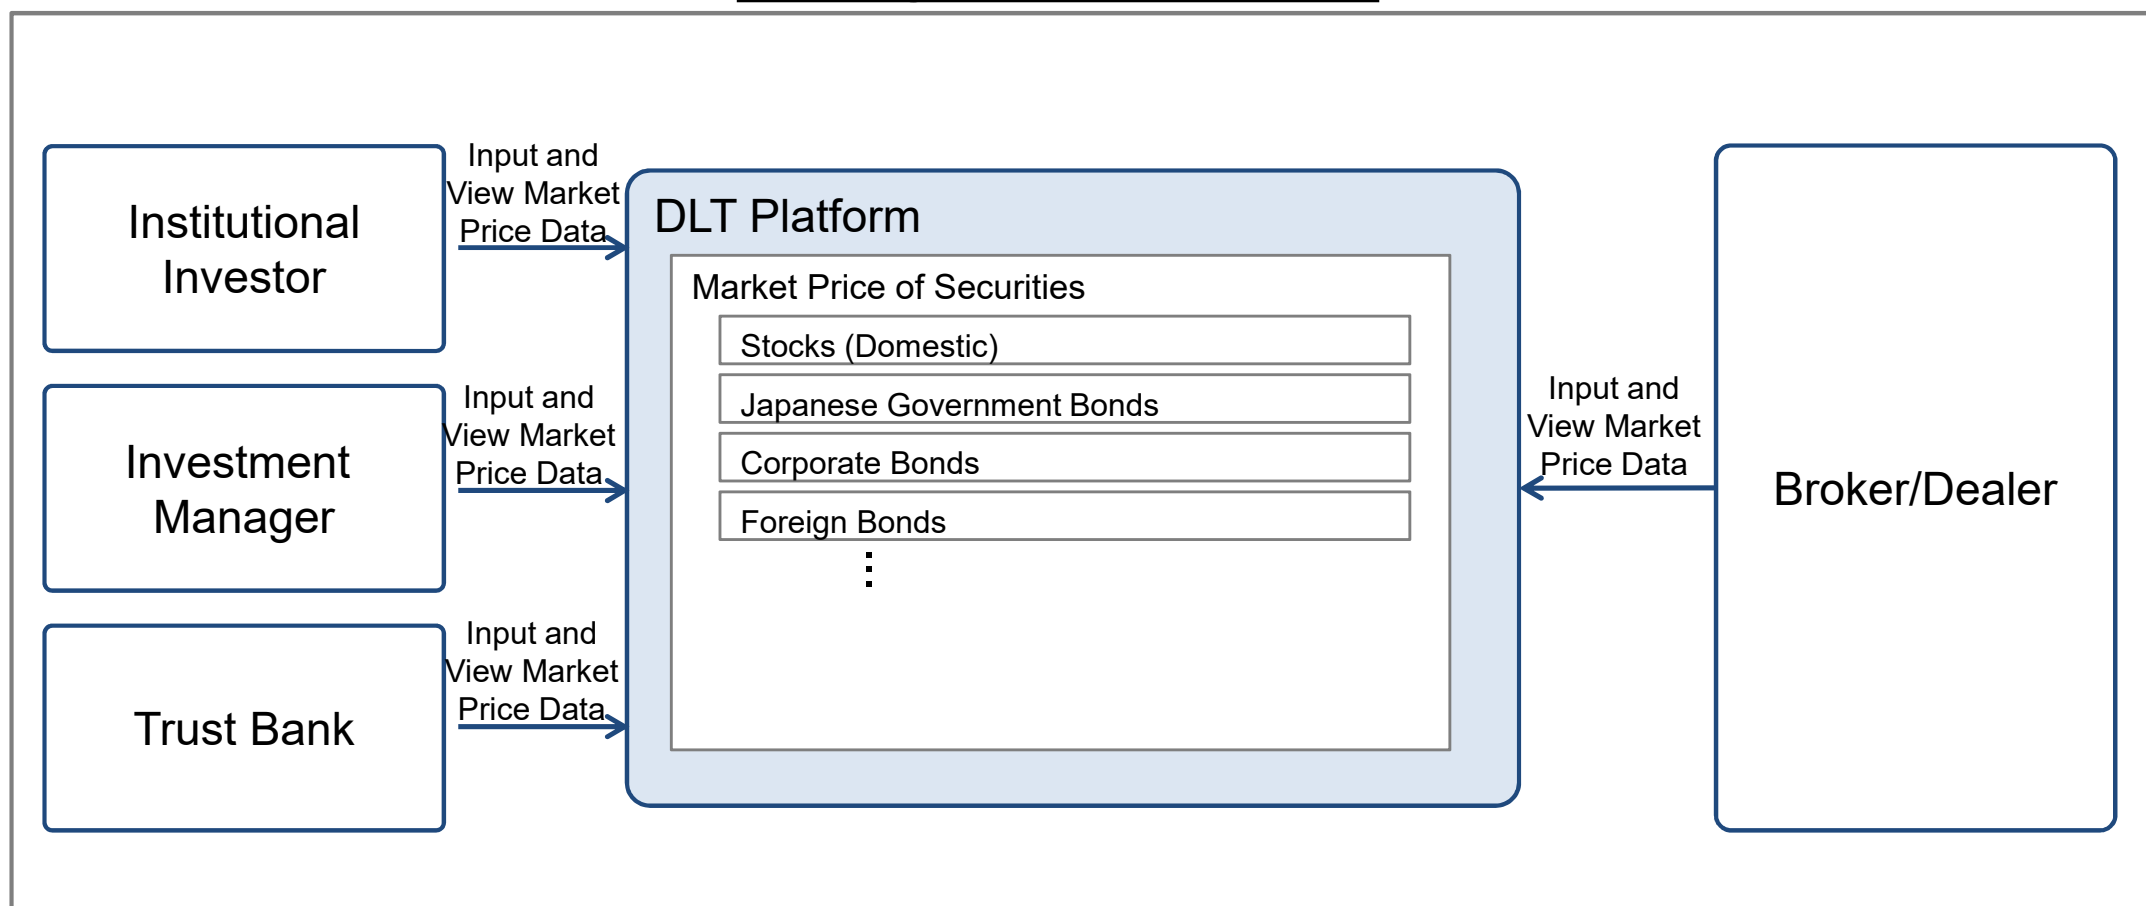 Institutional
Investor
Input and
View Market
Price Data
Investment
Manager
Input and
View Market
Price Data
Trust Bank
Input and
View Market
Price Data
DLT Platform
Market Price of Securities
Stocks (Domestic)
Japanese Government Bonds
Corporate Bonds
Foreign Bonds
Input and
View Market
Price Data
Broker/Dealer